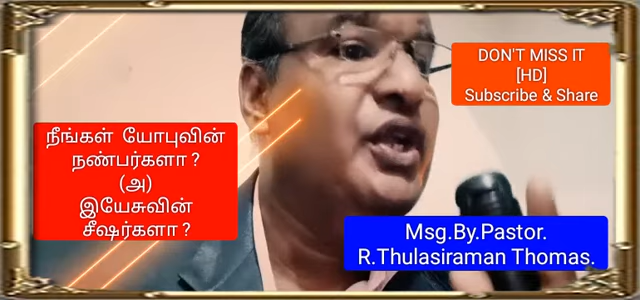 DON'T MISS IT
[HD]
Subscribe & Share
நீங்கள் யோபுவின்
நண்பர்களா ?
(அ)
இயேசுவின்
சீஷர்களா ?
Msg.By.Pastor.
R.Thulasiraman Thomas.